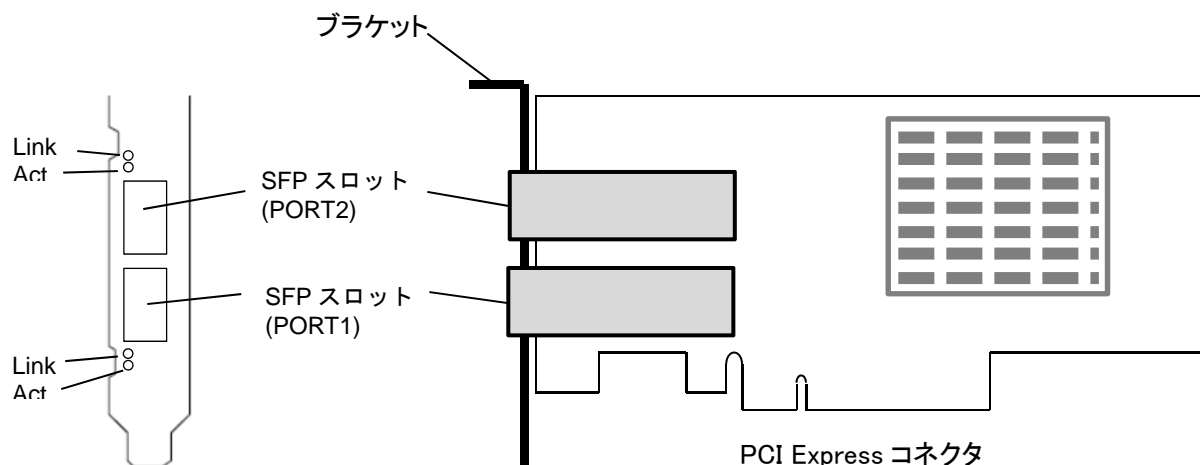 ブラケット
Link
Act
SFP スロット
(PORT2)
SFP スロット
(PORT1)
Link
Act
PCI Express コネクタ